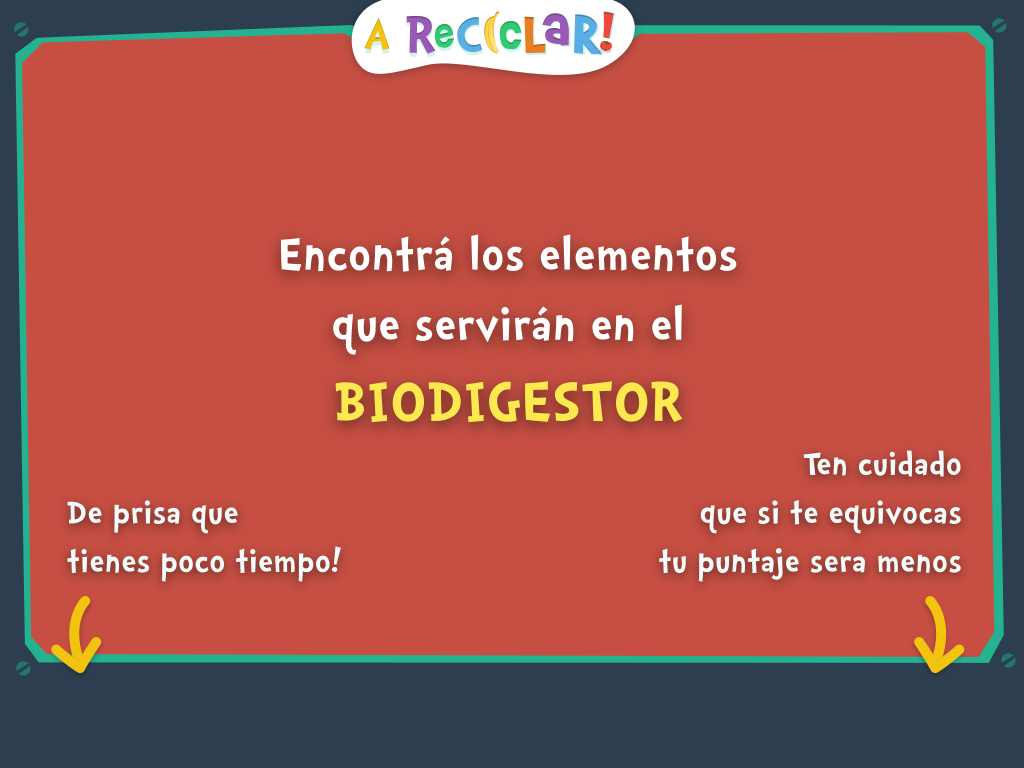 A ReCiCLaR!
Encontrá los elementos
que servirán en el
BIODIGESTOR
De prisa que
tienes poco tiempo!
Ten cuidado
que si te equivocas
tu puntaje sera menos